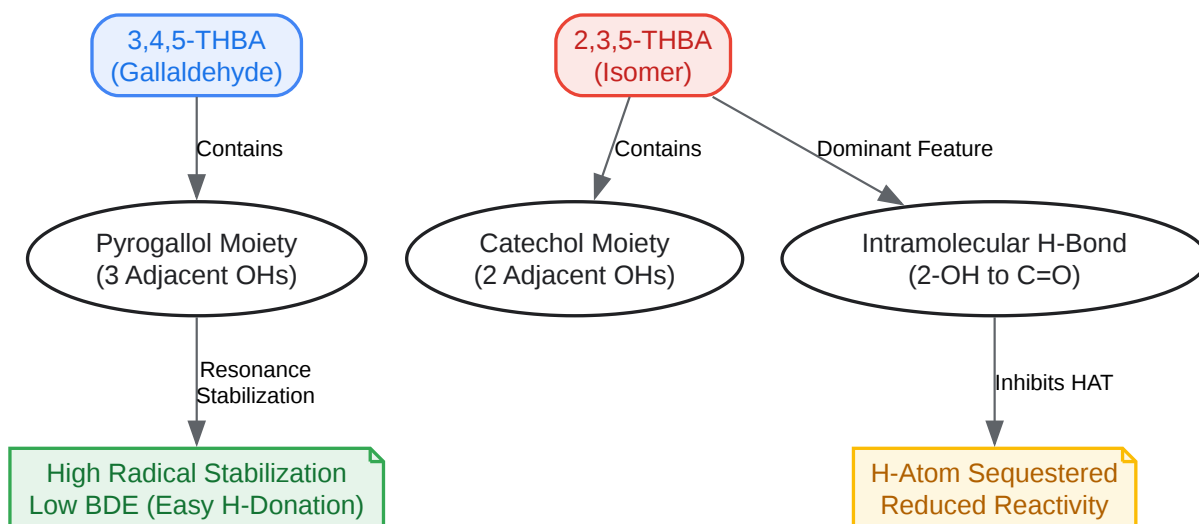 3,4,5-THBA
(Gallaldehyde)
2,3,5-THBA
(Isomer)
Contains
Contains
Dominant Feature
Pyrogallol Moiety
(3 Adjacent OHs)
Catechol Moiety
(2 Adjacent OHs)
Intramolecular H-Bond
(2-OH to C=O)
Resonance
Stabilization
Inhibits HAT
High Radical Stabilization
Low BDE (Easy H-Donation)
H-Atom Sequestered
Reduced Reactivity